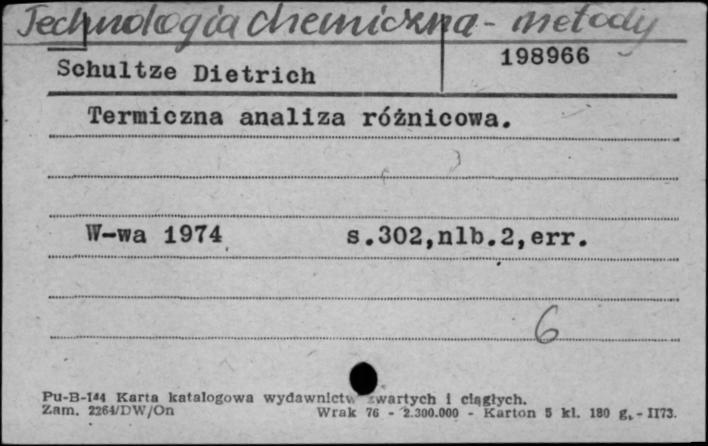 Technologia chemiczna - metody
198966
Schultze Dietrich
Termiczna analiza różnicowa.
W-wa 1974 s.302,nlb.2,err.
6
Pu-B-144 Karta katalogowa wydawnictw zwartych i ciągłych.
Zam. 2264/DW/On Wrak 76 - 2.300.000 - Karton 5 kl. 180 g. - II73.